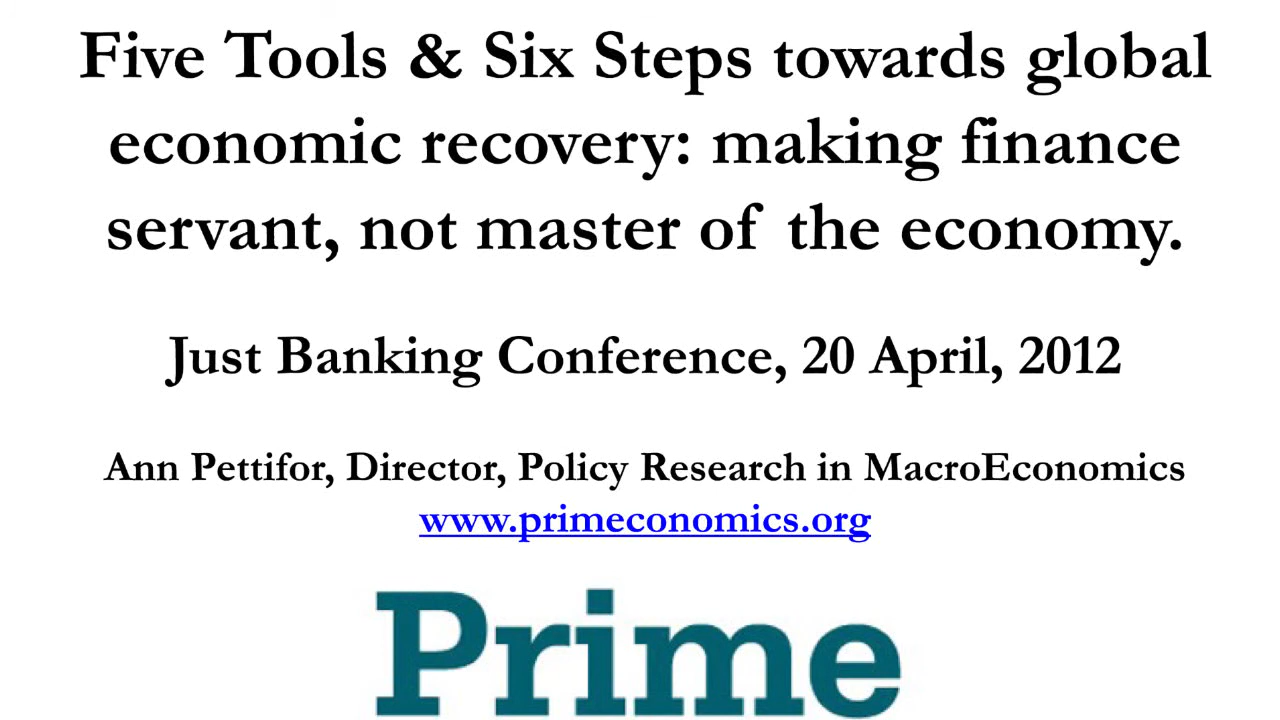 Five Tools & Six Steps towards global
economic recovery: making finance
servant, not master of the economy.
Just Banking Conference, 20 April, 2012
Ann Pettifor, Director, Policy Research in MacroEconomics
www.primeconomics.org
Prime